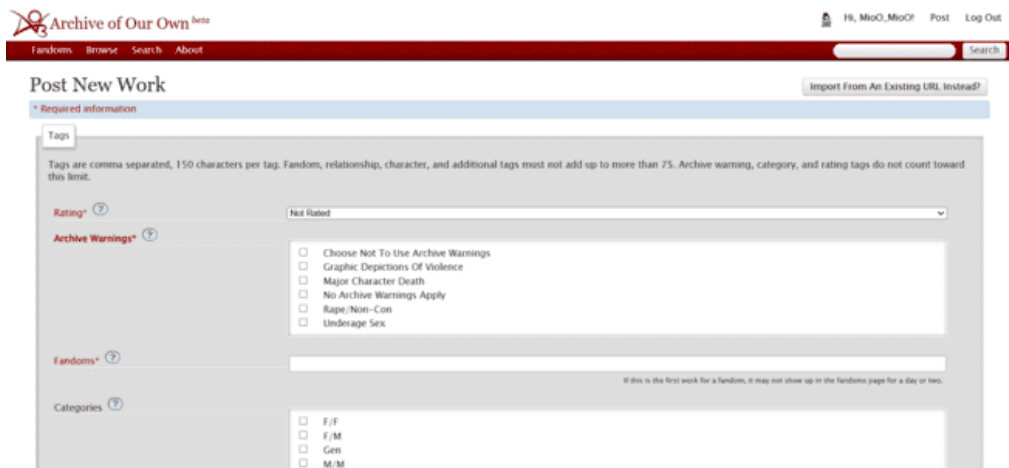 Archive of Our Own beta
Hi, MioO_MioO! Post Log Out
Fandoms Browse Search About
Search
Post New Work
Import From An Existing URL Instead?
* Required information
Tags
Tags are comma separated, 150 characters per tag. Fandom, relationship, character, and additional tags must not add up to more than 75. Archive warning, category, and rating tags do not count toward
this limit.
Rating* ?
Not Rated
Archive Warnings* ?
Choose Not To Use Archive Warnings
Graphic Depictions Of Violence
Major Character Death
No Archive Warnings Apply
Rape/Non-Con
Underage Sex
Fandoms* ?
If this is the first work for a fandom, it may not show up in the fandoms page for a day or two.
Categories ?
F/F
F/M
Gen
M/M